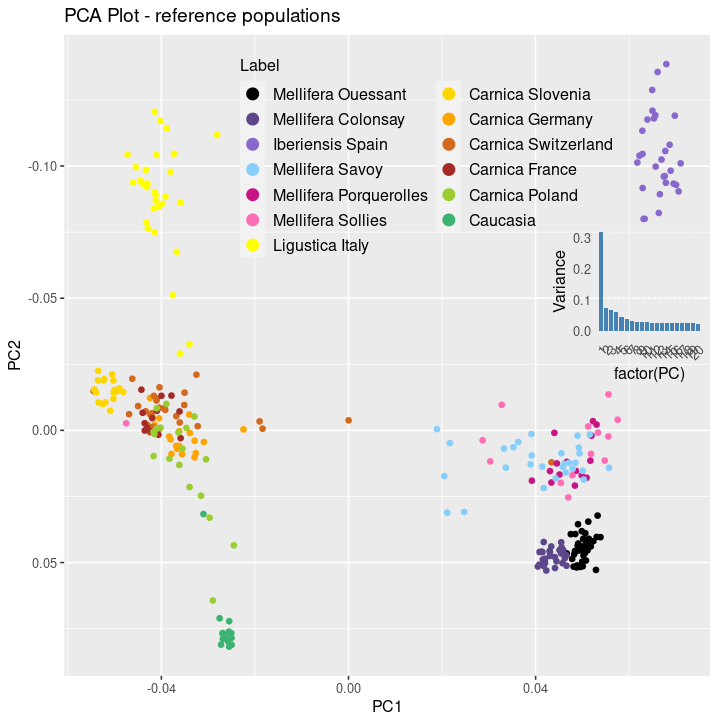 PCA Plot - reference populations
Label
Mellifera Ouessant
Mellifera Colonsay
Iberiensis Spain
Mellifera Savoy
Mellifera Porquerolles
Mellifera Sollies
Ligustica Italy
Carnica Slovenia
Carnica Germany
Carnica Switzerland
Carnica France
Carnica Poland
Caucasia
-0.10
-0.05
0.00
0.05
PC2
-0.04
0.00
0.04
PC1
0.3
0.2
0.1
0.0
Variance
factor(PC)